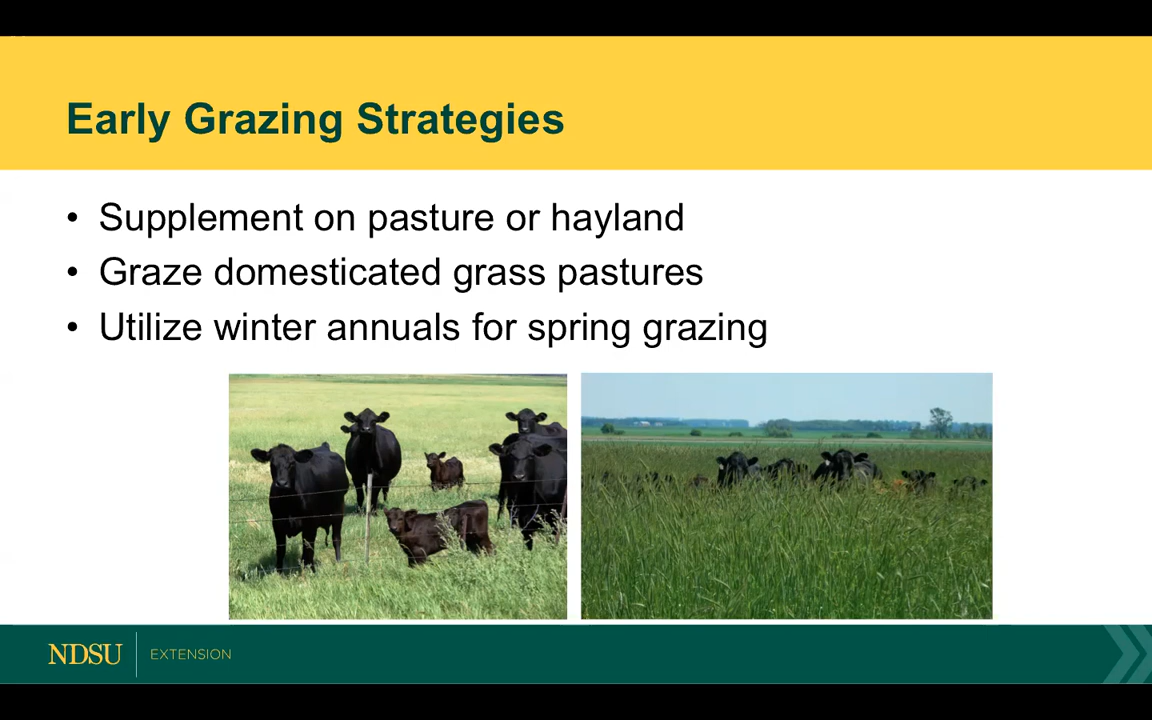 Early Grazing Strategies
• Supplement on pasture or hayland
• Graze domesticated grass pastures
• Utilize winter annuals for spring grazing
NDSU EXTENSION